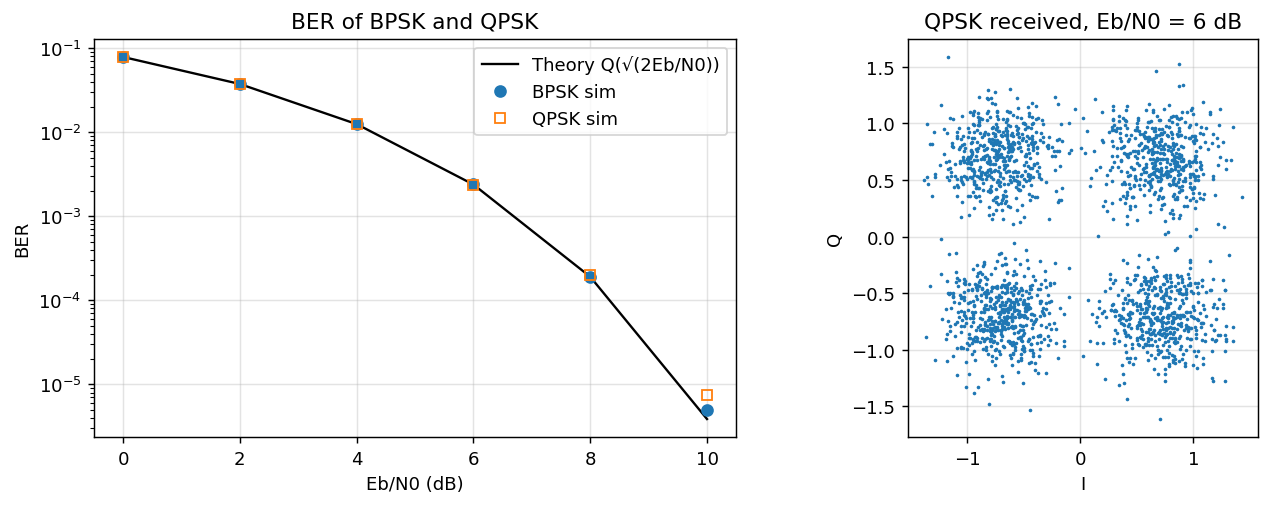 BER of BPSK and QPSK
10⁻¹
10⁻²
10⁻³
10⁻⁴
10⁻⁵
BER
0 2 4 6 8 10
Eb/N0 (dB)
Theory Q(√(2Eb/N0))
BPSK sim
QPSK sim
QPSK received, Eb/N0 = 6 dB
1.5
1.0
0.5
0.0
−0.5
−1.0
−1.5
Q
−1 0 1
I